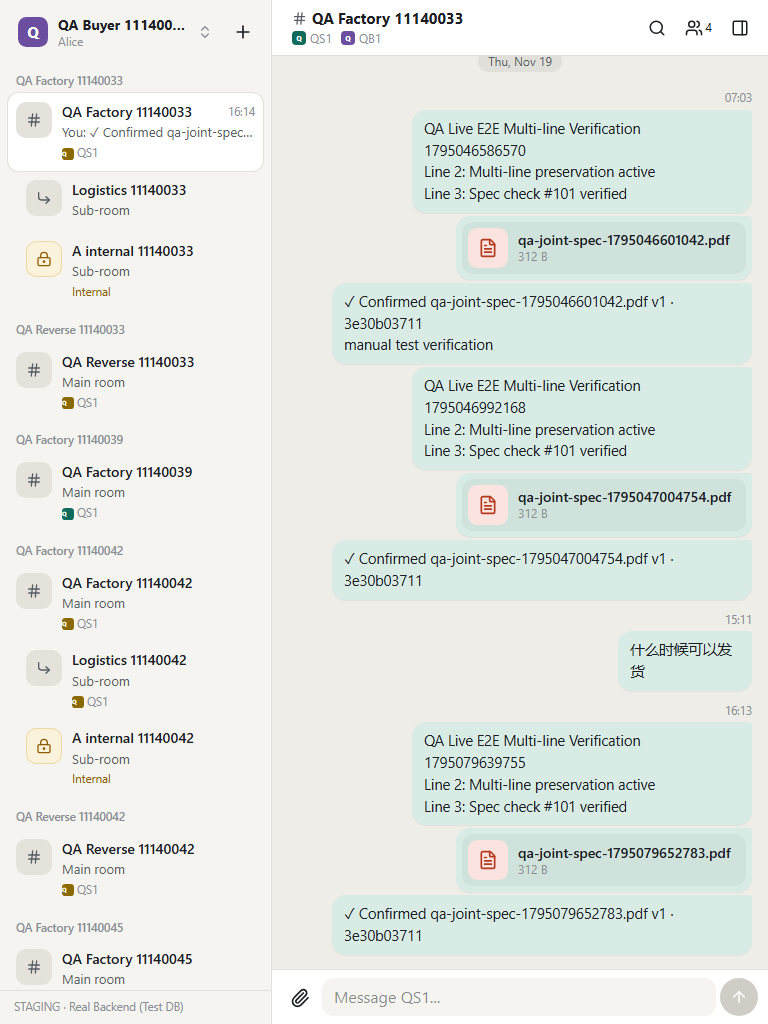 Q
QA Buyer 111400...
Alice
QA Factory 11140033
QA Factory 11140033
16:14
You: ✓ Confirmed qa-joint-spec...
QS1
Logistics 11140033
Sub-room
A internal 11140033
Sub-room
Internal
QA Reverse 11140033
QA Reverse 11140033
Main room
QS1
QA Factory 11140039
QA Factory 11140039
Main room
QS1
QA Factory 11140042
QA Factory 11140042
Main room
QS1
Logistics 11140042
Sub-room
QS1
A internal 11140042
Sub-room
Internal
QA Reverse 11140042
QA Reverse 11140042
Main room
QS1
QA Factory 11140045
QA Factory 11140045
Main room
STAGING · Real Backend (Test DB)
# QA Factory 11140033
Q QS1 Q QB1
4
Thu, Nov 19
07:03
QA Live E2E Multi-line Verification
1795046586570
Line 2: Multi-line preservation active
Line 3: Spec check #101 verified
qa-joint-spec-1795046601042.pdf
312 B
✓ Confirmed qa-joint-spec-1795046601042.pdf v1 ·
3e30b03711
manual test verification
QA Live E2E Multi-line Verification
1795046992168
Line 2: Multi-line preservation active
Line 3: Spec check #101 verified
qa-joint-spec-1795047004754.pdf
312 B
✓ Confirmed qa-joint-spec-1795047004754.pdf v1 ·
3e30b03711
15:11
什么时候可以发
货
16:13
QA Live E2E Multi-line Verification
1795079639755
Line 2: Multi-line preservation active
Line 3: Spec check #101 verified
qa-joint-spec-1795079652783.pdf
312 B
✓ Confirmed qa-joint-spec-1795079652783.pdf v1 ·
3e30b03711
Message QS1...